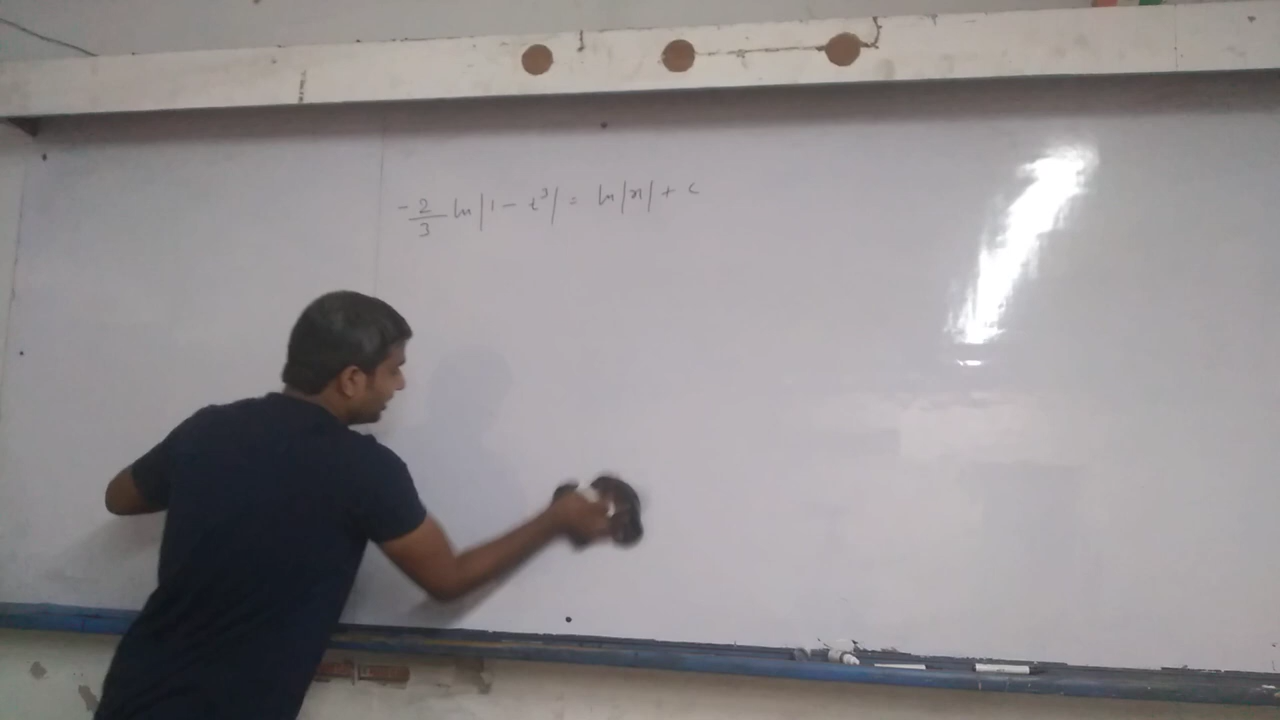 -2/3 ln|1 - t³| = ln|x| + c